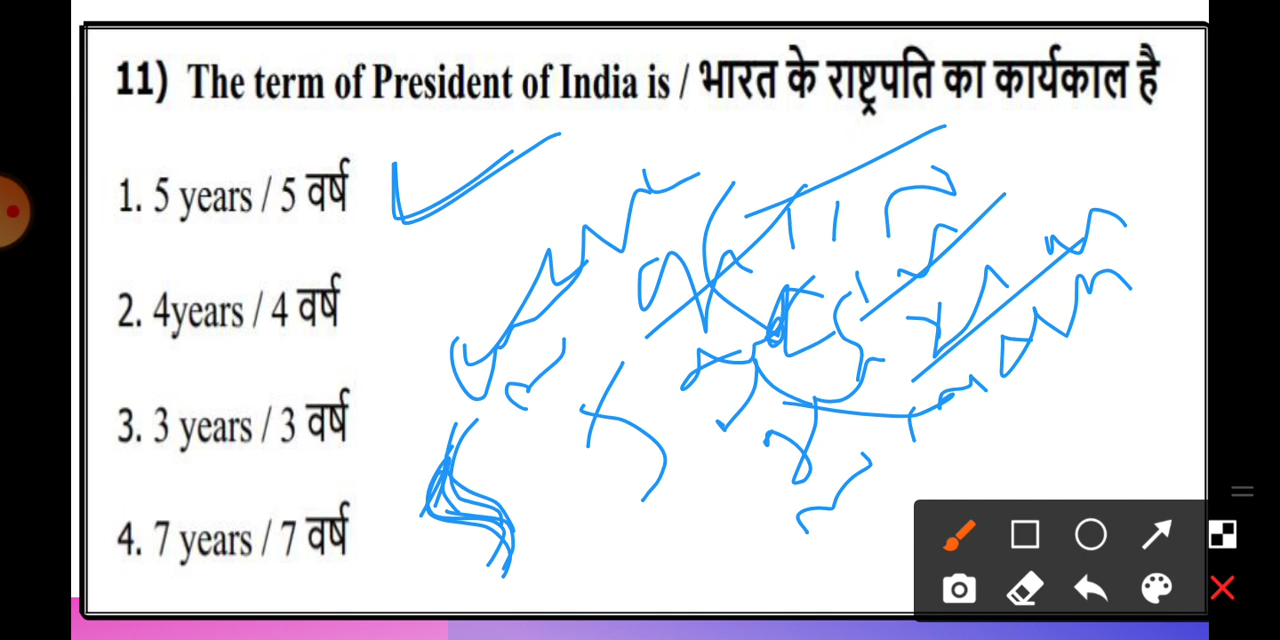 11) The term of President of India is / भारत के राष्ट्रपति का कार्यकाल है
1. 5 years / 5 वर्ष
2. 4years / 4 वर्ष
3. 3 years / 3 वर्ष
4. 7 years / 7 वर्ष